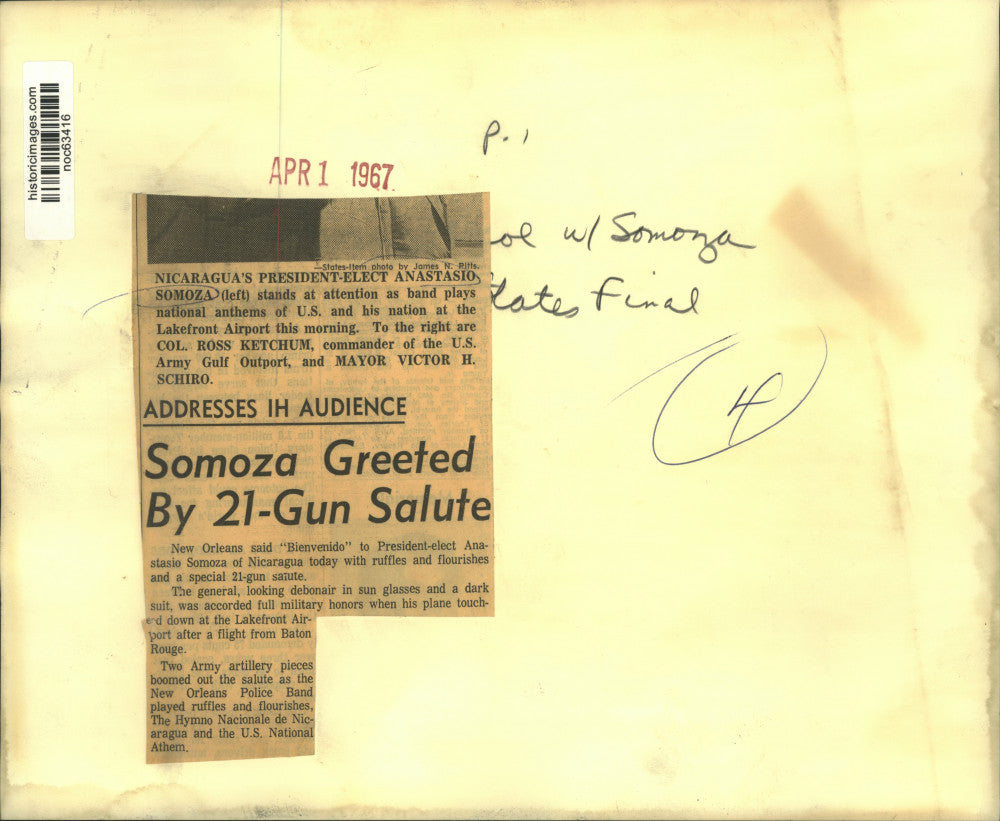 historicimages.com
noc63416
P. 1
APR 1 1967
w/ Somoza
Final
4
—States-Item photo by James N. Pitts.
NICARAGUA'S PRESIDENT-ELECT ANASTASIO
SOMOZA (left) stands at attention as band plays
national anthems of U.S. and his nation at the
Lakefront Airport this morning. To the right are
COL. ROSS KETCHUM, commander of the U.S.
Army Gulf Outport, and MAYOR VICTOR H.
SCHIRO.
ADDRESSES IH AUDIENCE
Somoza Greeted
By 21-Gun Salute
New Orleans said "Bienvenido" to President-elect Ana-
stasio Somoza of Nicaragua today with ruffles and flourishes
and a special 21-gun salute.
The general, looking debonair in sun glasses and a dark
suit, was accorded full military honors when his plane touch-
ed down at the Lakefront Air-
port after a flight from Baton
Rouge.
Two Army artillery pieces
boomed out the salute as the
New Orleans Police Band
played ruffles and flourishes,
The Hymno Nacionale de Nic-
aragua and the U.S. National
Athem.